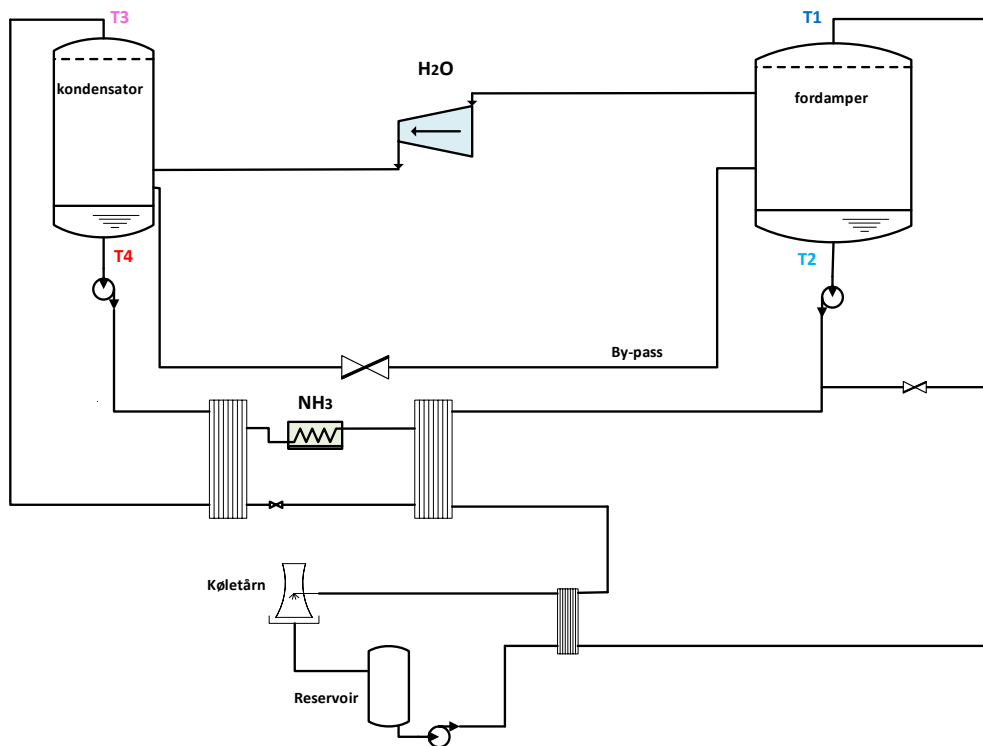 T3
T1
H2O
kondensator
fordamper
T4
T2
By-pass
NH3
Køletårn
Reservoir